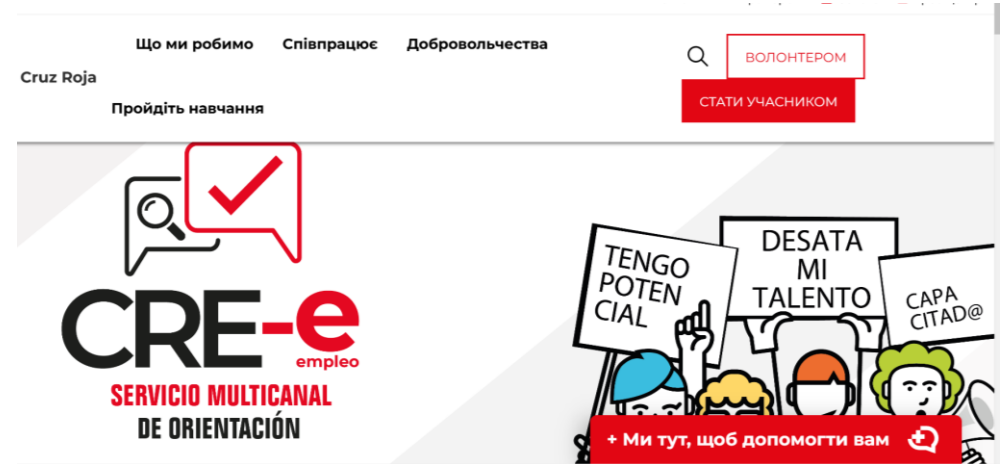 Що ми робимо Співпрацює Добровольчества
Cruz Roja
Пройдіть навчання
ВОЛОНТЕРОМ
СТАТИ УЧАСНИКОМ
CRE-e
empleo
SERVICIO MULTICANAL
DE ORIENTACIÓN
TENGO
POTEN
CIAL
DESATA
MI
TALENTO
CAPA
CITAD@
+ Ми тут, щоб допомогти вам